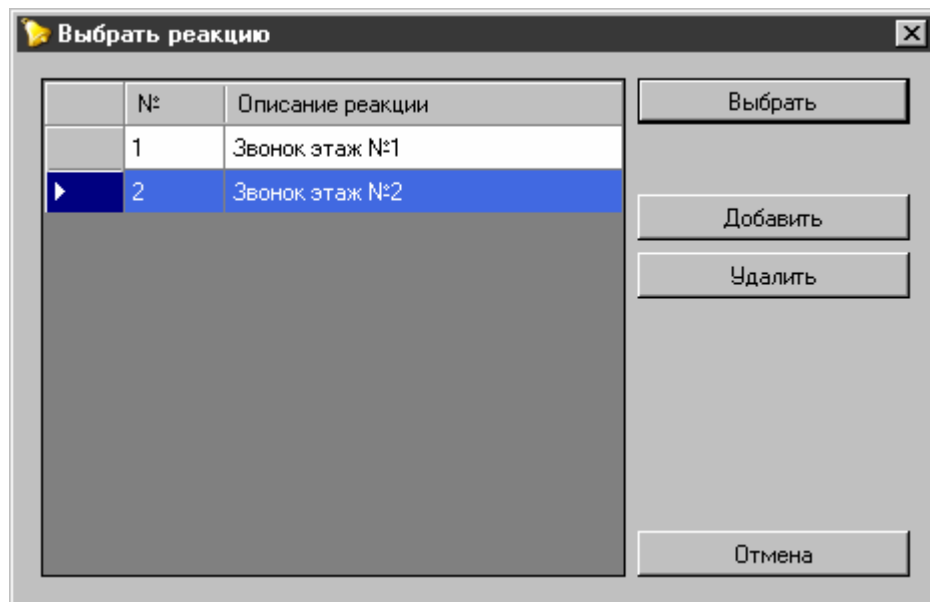 Выбрать реакцию
№ Описание реакции
1 Звонок этаж №1
2 Звонок этаж №2
Выбрать
Добавить
Удалить
Отмена